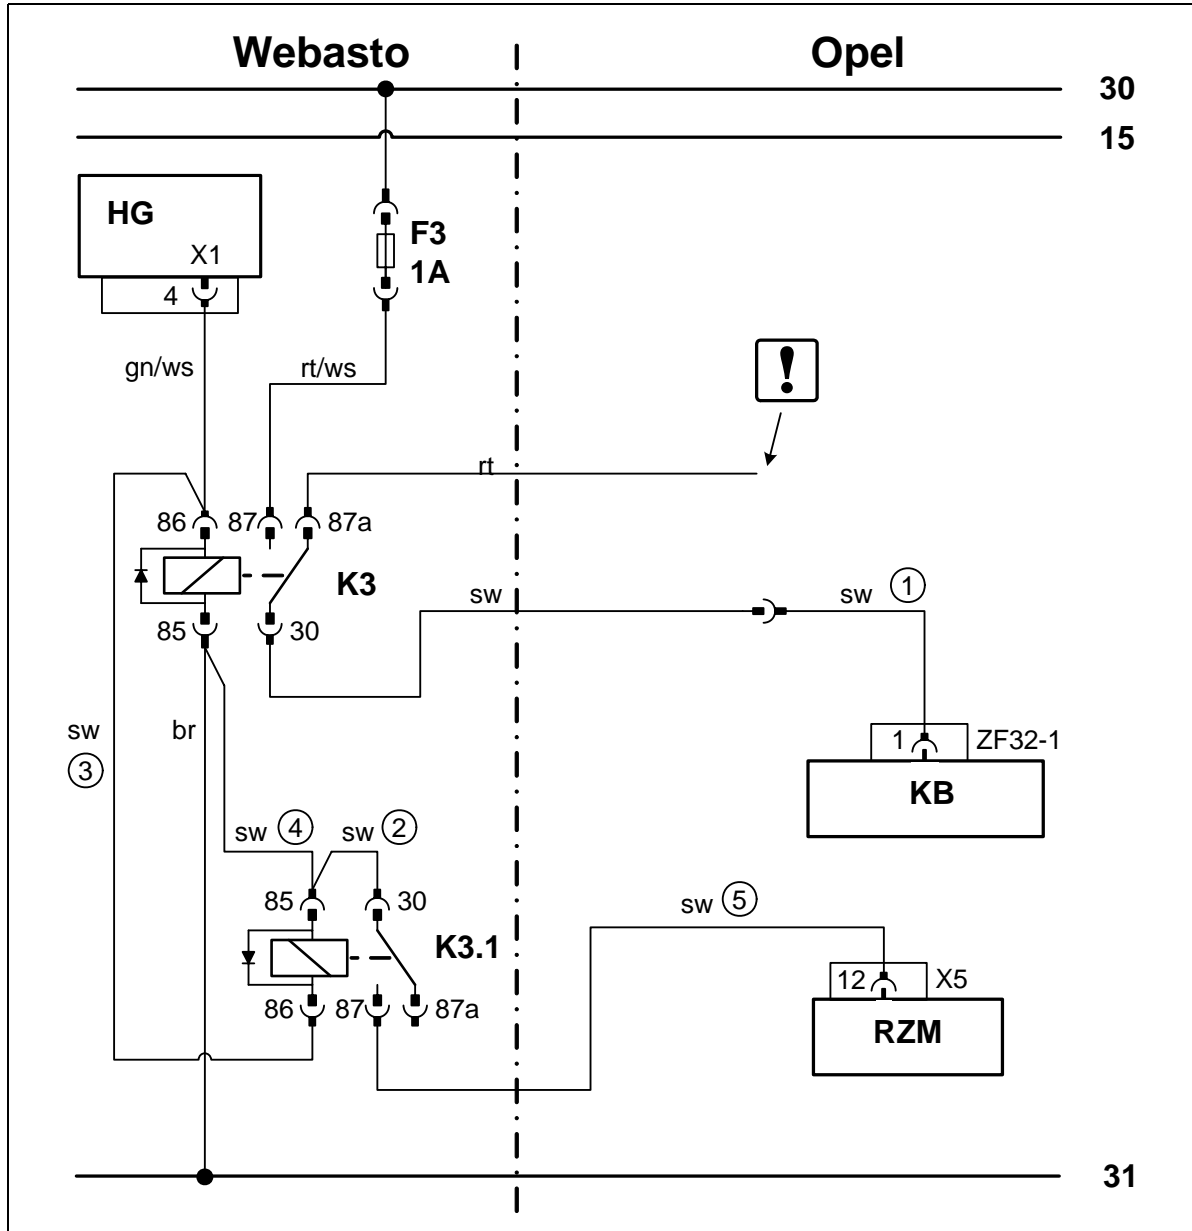 Webasto Opel
30
15
HG
X1
4
F3
1A
gn/ws rt/ws
!
rt
86 87 87a
K3
85 30
sw
sw 1
sw
3
br
1 ZF32-1
KB
sw 4 sw 2
85 30
K3.1
86 87 87a
sw 5
12 X5
RZM
31